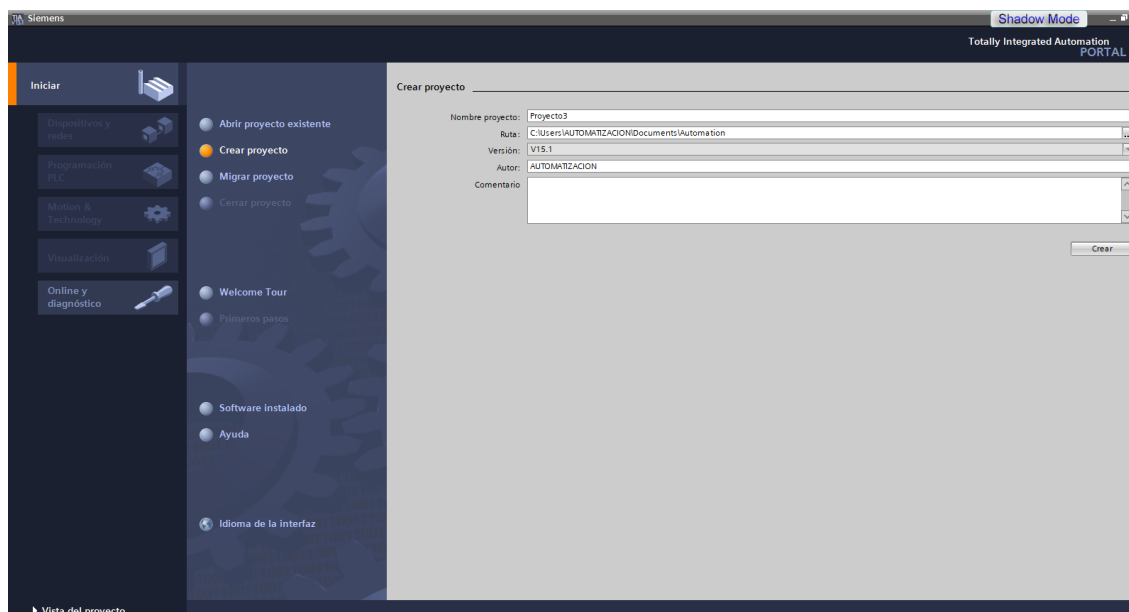 Siemens
Shadow Mode
Totally Integrated Automation
PORTAL
Iniciar
Dispositivos y
redes
Programación
PLC
Motion &
Technology
Visualización
Online y
diagnóstico
Abrir proyecto existente
Crear proyecto
Migrar proyecto
Cerrar proyecto
Welcome Tour
Primeros pasos
Software instalado
Ayuda
Idioma de la interfaz
Crear proyecto
Nombre proyecto: Proyecto3
Ruta: C:\Users\AUTOMATIZACION\Documents\Automation
...
Versión: V15.1
Autor: AUTOMATIZACION
Comentario
Crear
Vista del proyecto